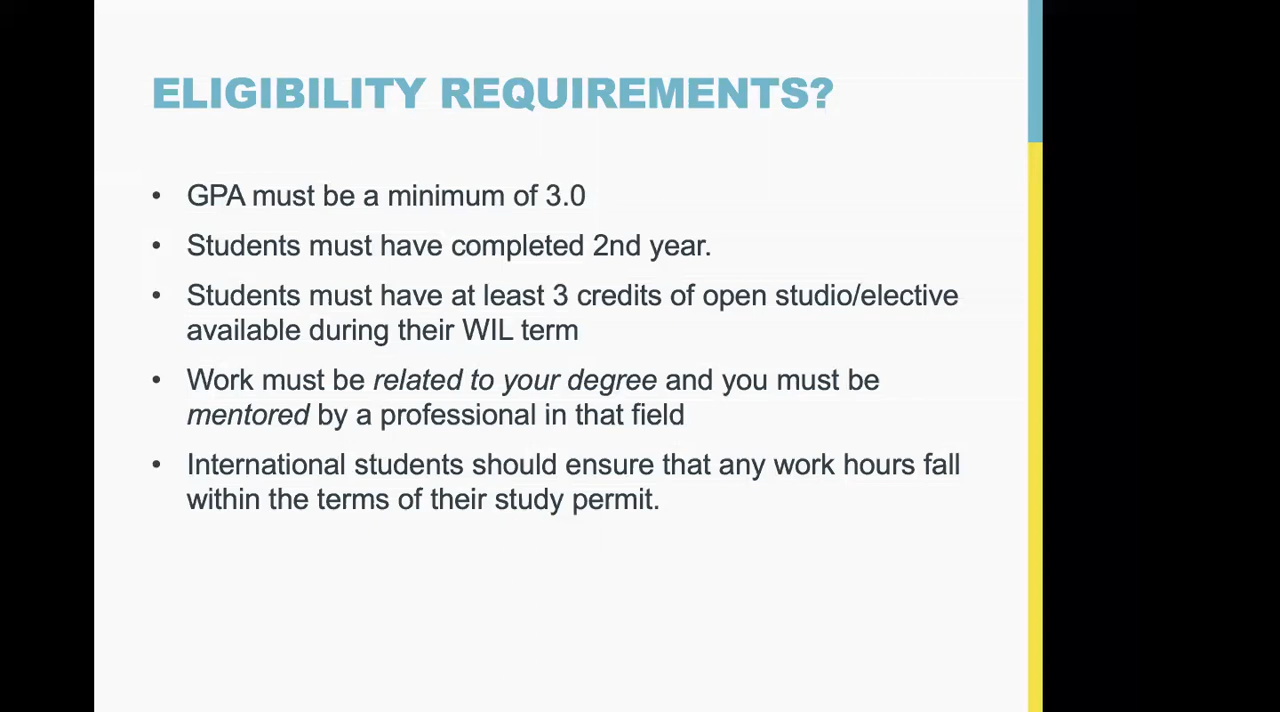 ELIGIBILITY REQUIREMENTS?
• GPA must be a minimum of 3.0
• Students must have completed 2nd year.
• Students must have at least 3 credits of open studio/elective
available during their WIL term
• Work must be related to your degree and you must be
mentored by a professional in that field
• International students should ensure that any work hours fall
within the terms of their study permit.